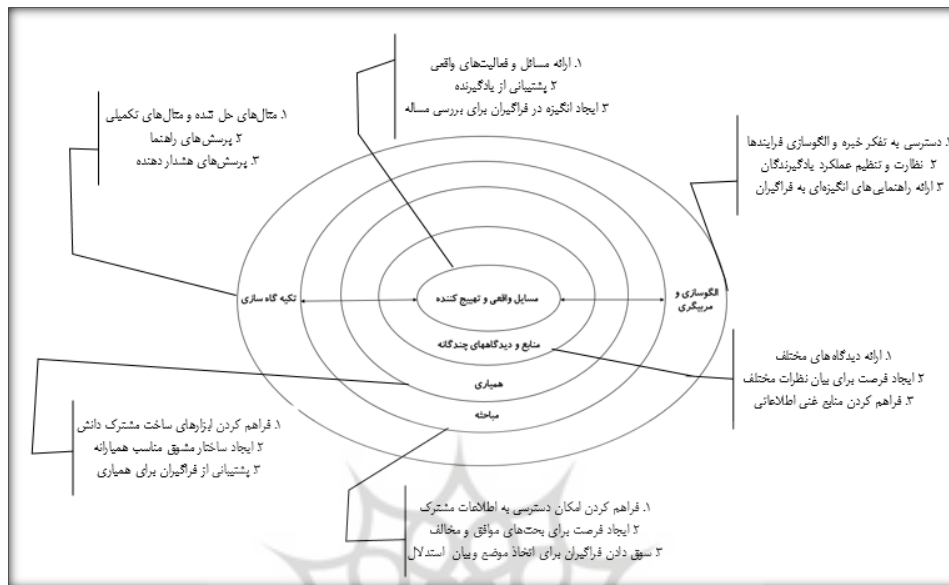 ۱. ارائه مسائل و فعالیت‌های واقعی
۲ پشتیبانی از یادگیرنده
۳ ایجاد انگیزه در فراگیران برای بررسی مساله
۱. مثال‌های حل شده و مثال‌های تکمیلی
۲ پرسش‌های راهنما
۳. پرسش‌های هشدار دهنده
۱. دسترسی به تفکر خبره و الگوسازی فرایندها
۲ نظارت و تنظیم عملکرد یادگیرندگان
۳ ارائه راهنمایی‌های انگیزه‌ای به فراگیران
الگوسازی و
مربیگری
مسایل واقعی و تهییج کننده
تکیه گاه سازی
منابع و دیدگاههای چندگانه
همیاری
مباحثه
۱. ارائه دیدگاه‌های مختلف
۲ ایجاد فرصت برای بیان نظرات مختلف
۳. فراهم کردن منابع غنی اطلاعاتی
۱. فراهم کردن ابزارهای ساخت مشترک دانش
۲ ایجاد ساختار مشوق مناسب همیارانه
۳ پشتیبانی از فراگیران برای همیاری
۱. فراهم کردن امکان دسترسی به اطلاعات مشترک
۲ ایجاد فرصت برای بحث‌های موافق و مخالف
۳ سوق دادن فراگیران برای اتخاذ موضع و بیان استدلال